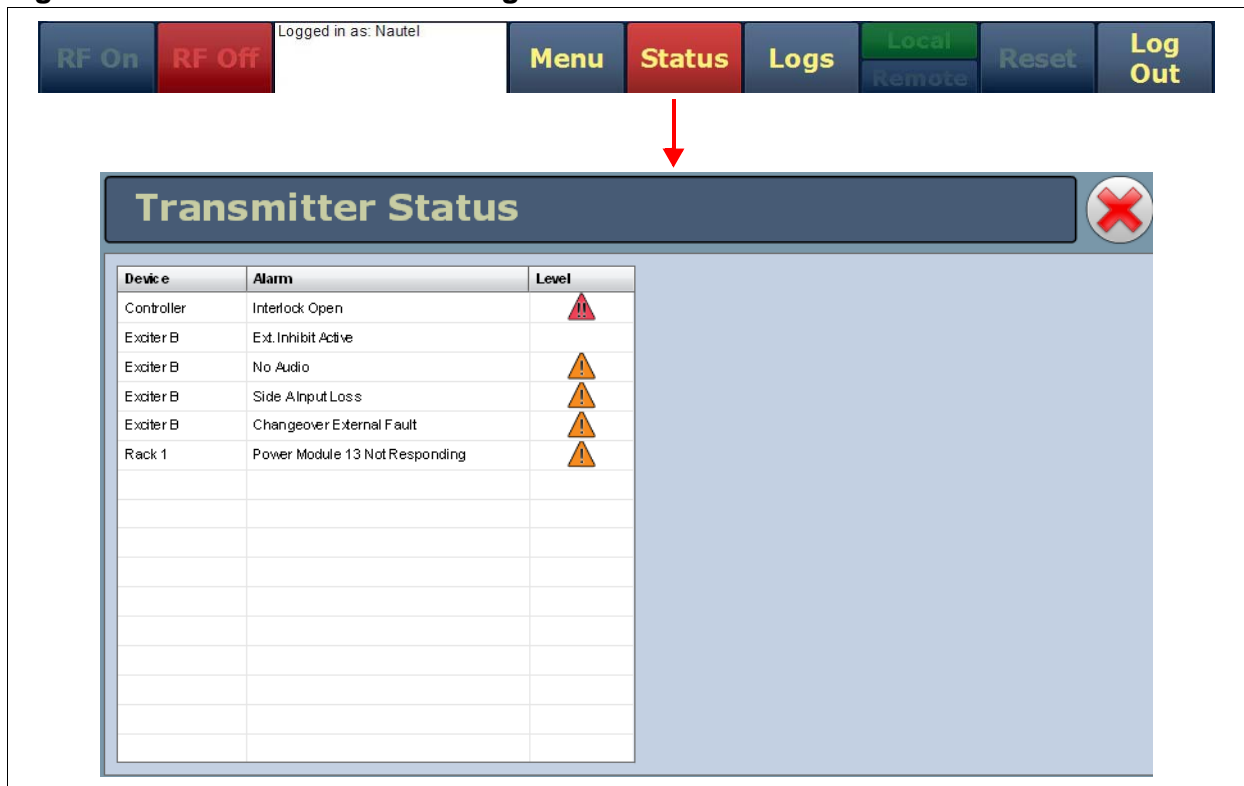 Logged in as: Nautel
RF On RF Off Menu Status Logs Local Remote Reset Log Out
Transmitter Status
Device Alarm Level
Controller Interlock Open
Exciter B Ext. Inhibit Active
Exciter B No Audio
Exciter B Side A Input Loss
Exciter B Changeover External Fault
Rack 1 Power Module 13 Not Responding